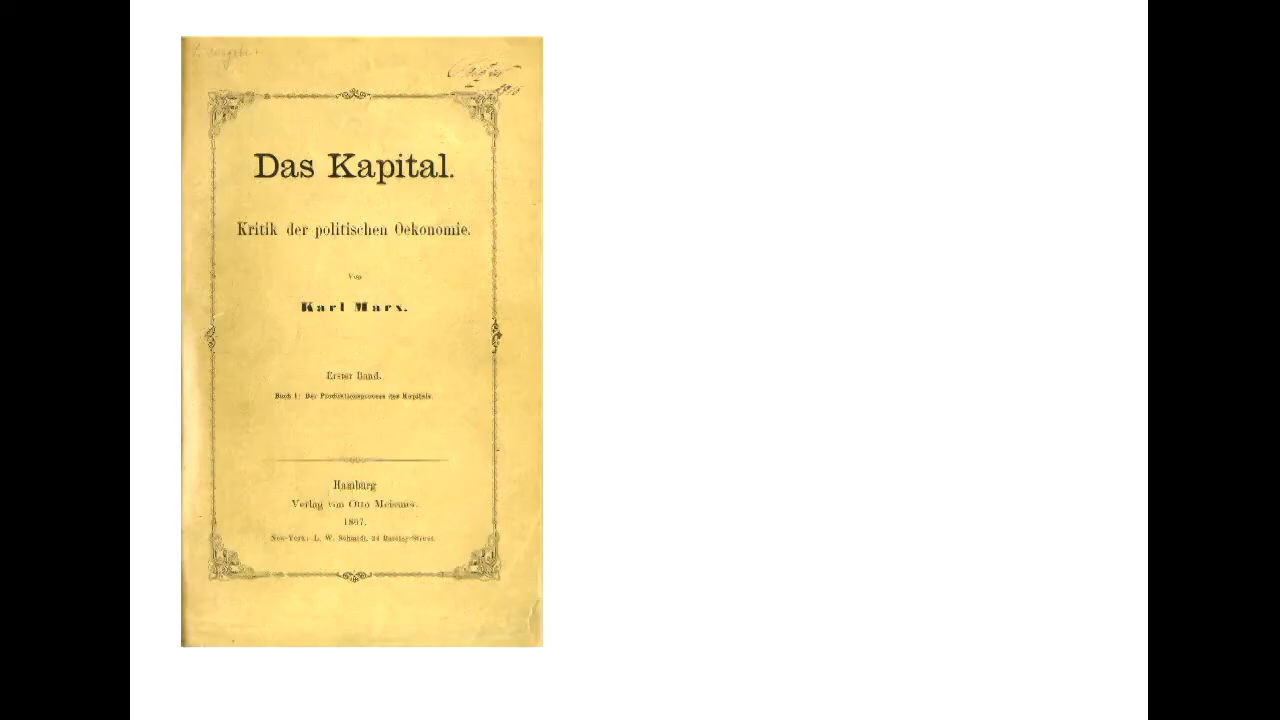 Das Kapital.
Kritik der politischen Oekonomie.
Von
Karl Marx.
Erster Band.
Buch I: Der Produktionsprocess des Kapitals.
Hamburg
Verlag von Otto Meissner.
1867.
New-York: L. W. Schmidt, 24 Barclay-Street.